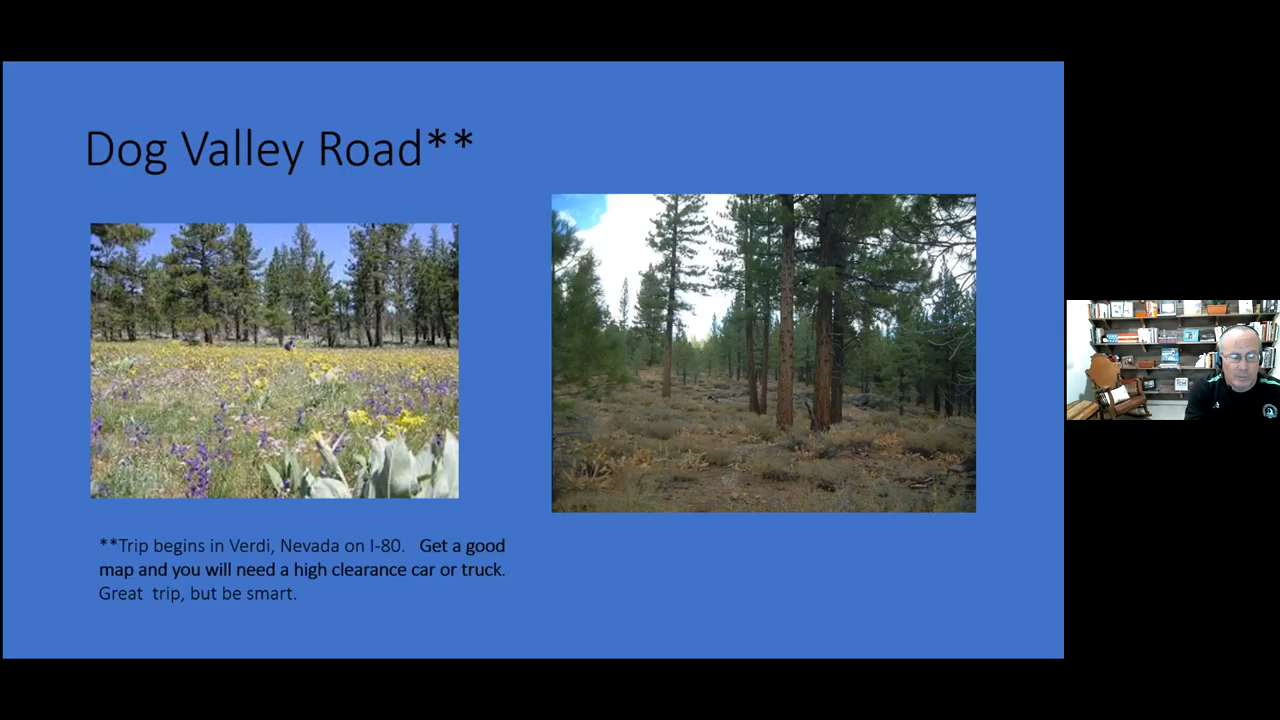 Dog Valley Road**
**Trip begins in Verdi, Nevada on I-80. Get a good
map and you will need a high clearance car or truck.
Great trip, but be smart.